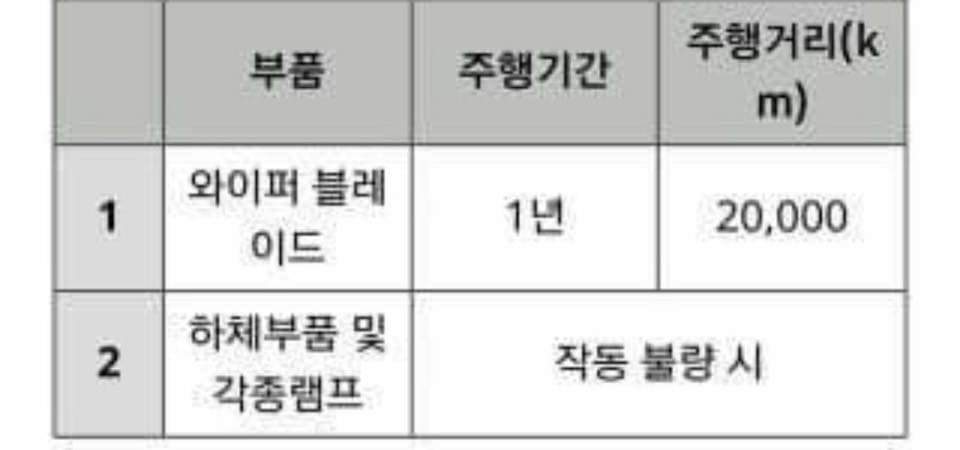 부품 주행기간 주행거리(k
m)
1 와이퍼 블레
이드 1년 20,000
2 하체부품 및
각종램프 작동 불량 시